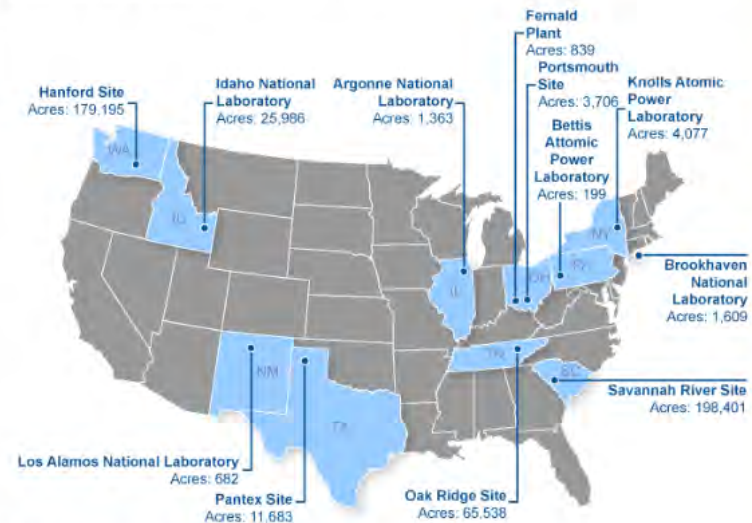 Fernald
Plant
Acres: 839
Portsmouth
Site
Acres: 3,706
Knolls Atomic
Power
Laboratory
Acres: 4,077
Hanford Site
Acres: 179,195
Idaho National
Laboratory
Acres: 25,986
Argonne National
Laboratory
Acres: 1,363
Bettis
Attomic
Power
Laboratory
Acres: 199
WA
ID
IL
OH
PA
NY
Brookhaven
National
Laboratory
Acres: 1,609
NM
TX
TN
SC
Savannah River Site
Acres: 198,401
Los Alamos National Laboratory
Acres: 682
Pantex Site
Acres: 11,683
Oak Ridge Site
Acres: 65,538